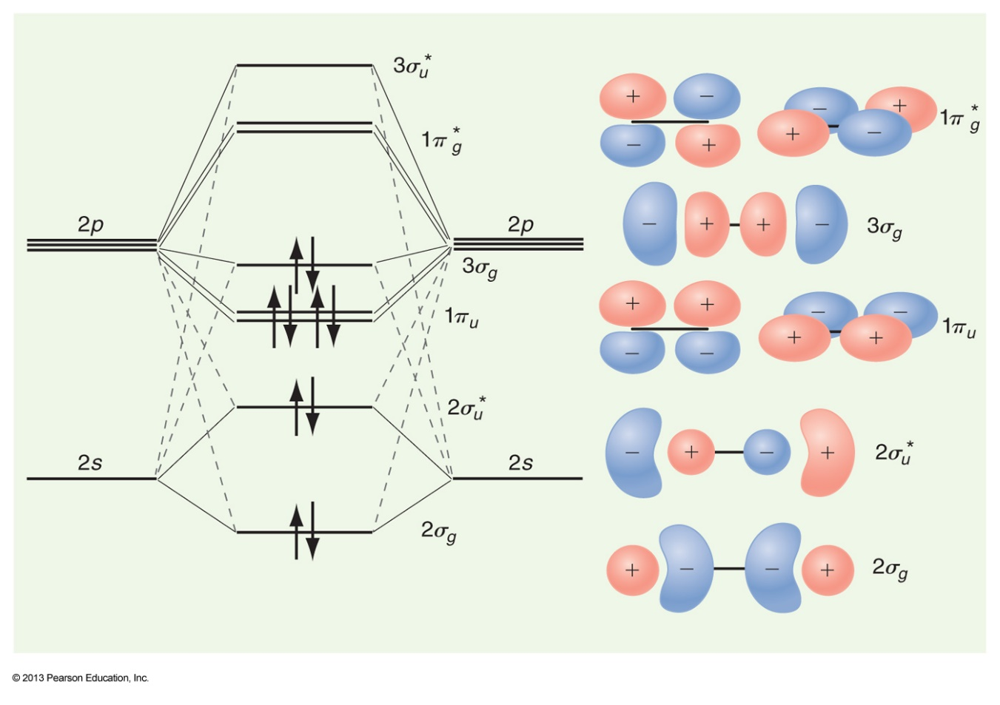 3σu*
1πg*
2p
2p
3σg
1πu
2σu*
2s
2s
2σg
+ −
− +
− +
+ −
1πg*
− + + −
3σg
+ +
− −
− −
+ +
1πu
− + − +
2σu*
+ − − +
2σg
© 2013 Pearson Education, Inc.